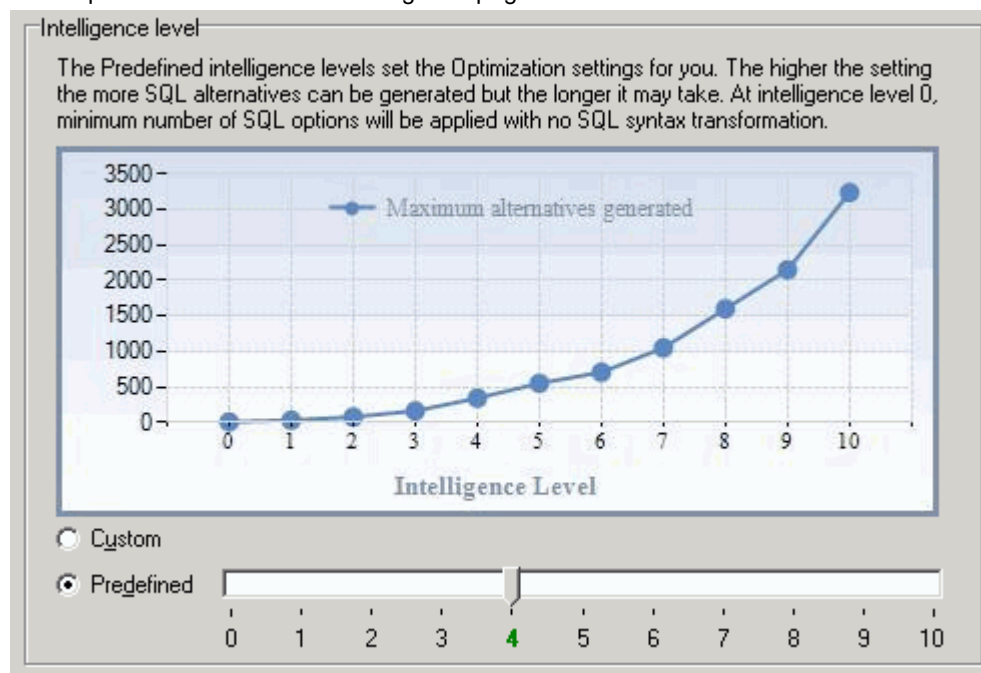 Intelligence level
The Predefined intelligence levels set the Optimization settings for you. The higher the setting
the more SQL alternatives can be generated but the longer it may take. At intelligence level 0,
minimum number of SQL options will be applied with no SQL syntax transformation.
3500
3000
Maximum alternatives generated
2500
2000
1500
1000
500
0
0 1 2 3 4 5 6 7 8 9 10
Intelligence Level
Custom
Predefined
0 1 2 3 4 5 6 7 8 9 10